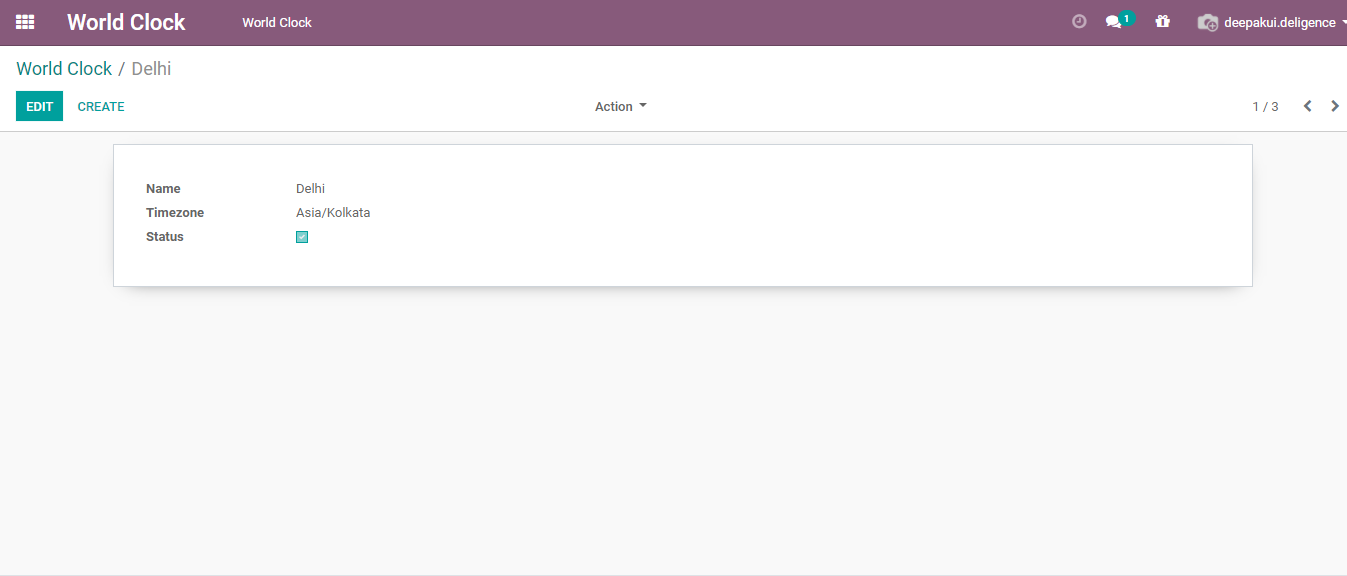 World Clock World Clock 1 deepakui.deligence
World Clock / Delhi
EDIT CREATE Action 1 / 3
Name Delhi
Timezone Asia/Kolkata
Status